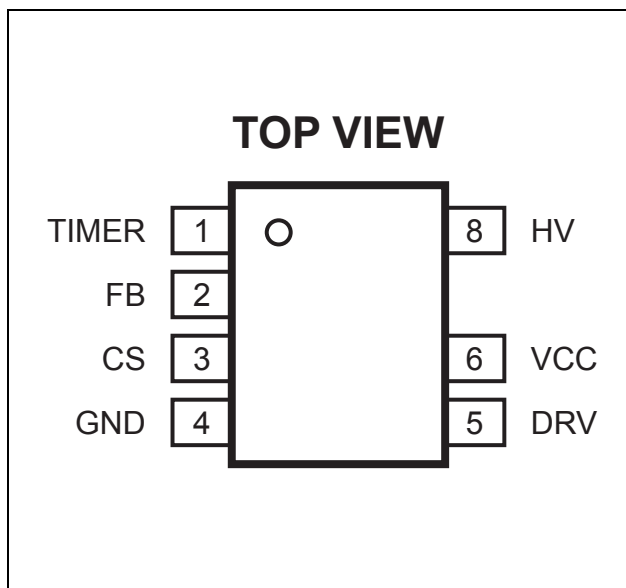 TOP VIEW
TIMER 1 8 HV
FB 2
CS 3 6 VCC
GND 4 5 DRV